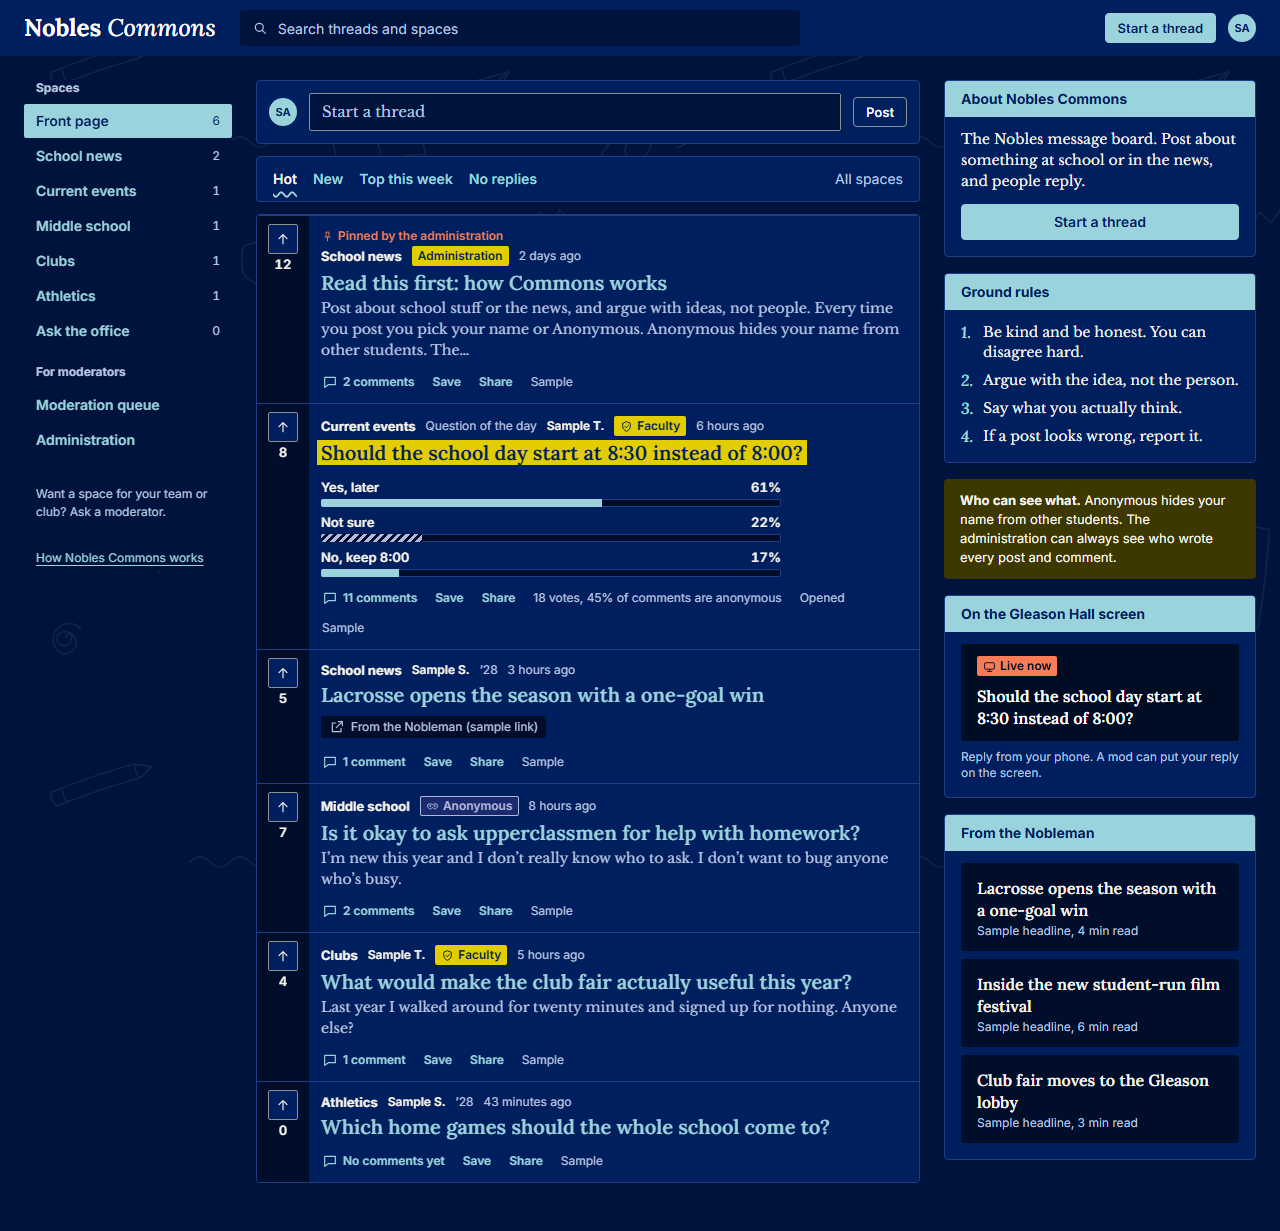 Nobles Commons
Search threads and spaces
Start a thread
SA
Spaces
Front page 6
School news 2
Current events 1
Middle school 1
Clubs 1
Athletics 1
Ask the office 0
For moderators
Moderation queue
Administration
Want a space for your team or
club? Ask a moderator.
How Nobles Commons works
SA
Start a thread
Post
Hot New Top this week No replies All spaces
12
Pinned by the administration
School news Administration 2 days ago
Read this first: how Commons works
Post about school stuff or the news, and argue with ideas, not people. Every time
you post you pick your name or Anonymous. Anonymous hides your name from
other students. The…
2 comments Save Share Sample
8
Current events Question of the day Sample T. Faculty 6 hours ago
Should the school day start at 8:30 instead of 8:00?
Yes, later 61%
Not sure 22%
No, keep 8:00 17%
11 comments Save Share 18 votes, 45% of comments are anonymous Opened
Sample
5
School news Sample S. ’28 3 hours ago
Lacrosse opens the season with a one-goal win
From the Nobleman (sample link)
1 comment Save Share Sample
7
Middle school Anonymous 8 hours ago
Is it okay to ask upperclassmen for help with homework?
I’m new this year and I don’t really know who to ask. I don’t want to bug anyone
who’s busy.
2 comments Save Share Sample
4
Clubs Sample T. Faculty 5 hours ago
What would make the club fair actually useful this year?
Last year I walked around for twenty minutes and signed up for nothing. Anyone
else?
1 comment Save Share Sample
0
Athletics Sample S. ’28 43 minutes ago
Which home games should the whole school come to?
No comments yet Save Share Sample
About Nobles Commons
The Nobles message board. Post about
something at school or in the news,
and people reply.
Start a thread
Ground rules
1. Be kind and be honest. You can
disagree hard.
2. Argue with the idea, not the person.
3. Say what you actually think.
4. If a post looks wrong, report it.
Who can see what. Anonymous hides your
name from other students. The
administration can always see who wrote
every post and comment.
On the Gleason Hall screen
Live now
Should the school day start at
8:30 instead of 8:00?
Reply from your phone. A mod can put your reply
on the screen.
From the Nobleman
Lacrosse opens the season with
a one-goal win
Sample headline, 4 min read
Inside the new student-run film
festival
Sample headline, 6 min read
Club fair moves to the Gleason
lobby
Sample headline, 3 min read